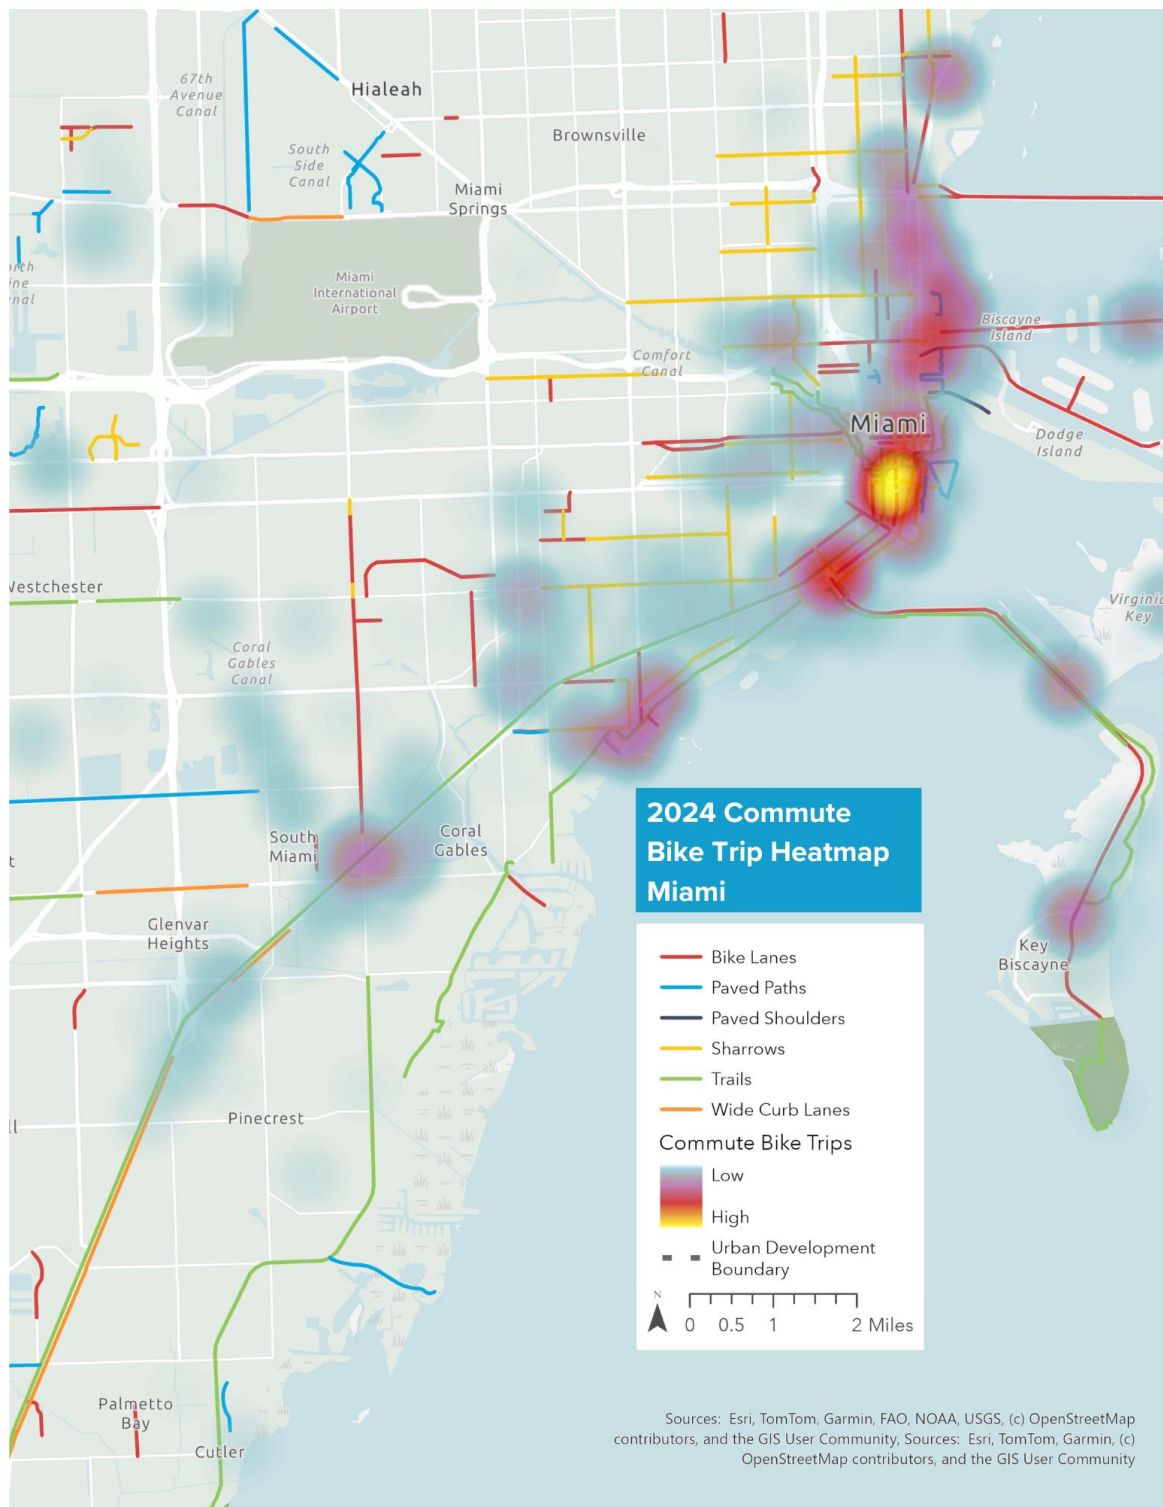 67th
Avenue
Canal
Hialeah
South
Side
Canal
Brownsville
Miami
Springs
Miami
International
Airport
Biscayne
Island
Comfort
Canal
Miami
Dodge
Island
Westchester
Virginia
Key
Coral
Gables
Canal
South
Miami
Coral
Gables
2024 Commute
Bike Trip Heatmap
Miami
Glenvar
Heights
Key
Biscayne
Bike Lanes
Paved Paths
Paved Shoulders
Sharrows
Trails
Wide Curb Lanes
Commute Bike Trips
Low
High
Urban Development
Boundary
N
0 0.5 1 2 Miles
Pinecrest
Palmetto
Bay
Cutler
Sources: Esri, TomTom, Garmin, FAO, NOAA, USGS, (c) OpenStreetMap
contributors, and the GIS User Community, Sources: Esri, TomTom, Garmin, (c)
OpenStreetMap contributors, and the GIS User Community